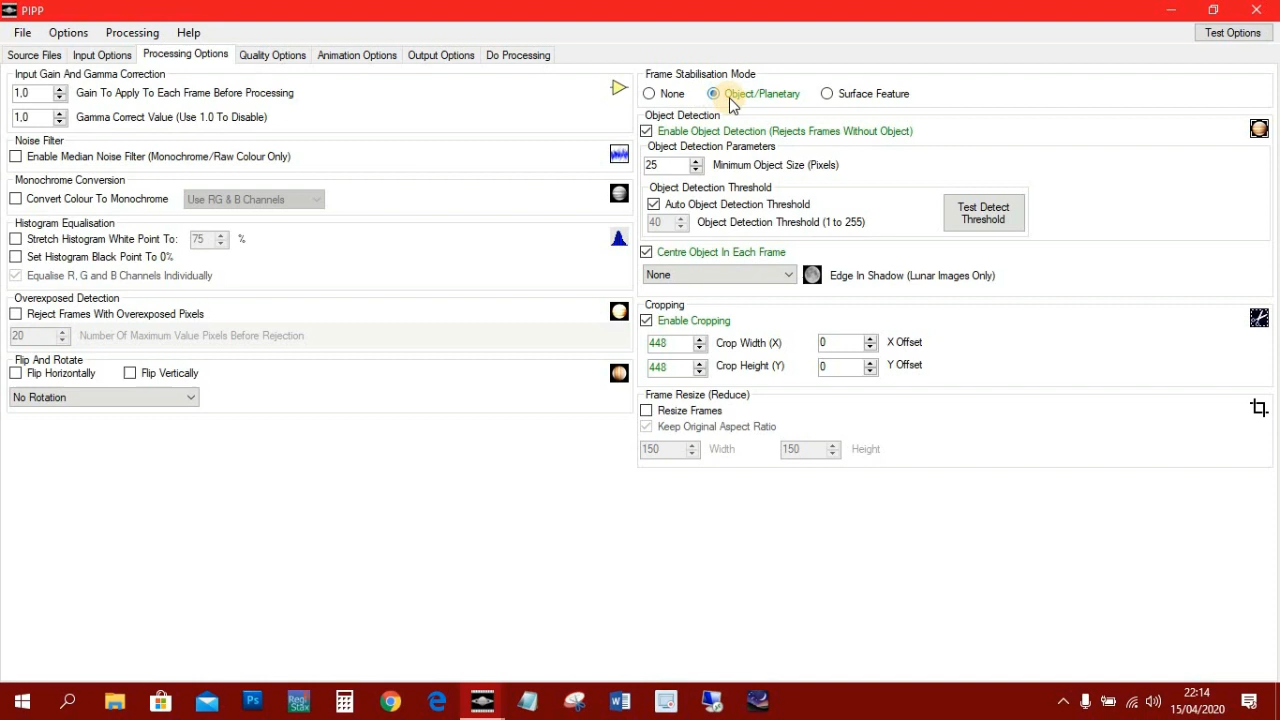 PIPP
File Options Processing Help
Test Options
Source Files Input Options Processing Options Quality Options Animation Options Output Options Do Processing
Input Gain And Gamma Correction
1.0 Gain To Apply To Each Frame Before Processing
1.0 Gamma Correct Value (Use 1.0 To Disable)
Noise Filter
Enable Median Noise Filter (Monochrome/Raw Colour Only)
Monochrome Conversion
Convert Colour To Monochrome Use RG & B Channels
Histogram Equalisation
Stretch Histogram White Point To: 75 %
Set Histogram Black Point To 0%
Equalise R, G and B Channels Individually
Overexposed Detection
Reject Frames With Overexposed Pixels
20 Number Of Maximum Value Pixels Before Rejection
Flip And Rotate
Flip Horizontally Flip Vertically
No Rotation
Frame Stabilisation Mode
None Object/Planetary Surface Feature
Object Detection
Enable Object Detection (Rejects Frames Without Object)
Object Detection Parameters
25 Minimum Object Size (Pixels)
Object Detection Threshold
Auto Object Detection Threshold
40 Object Detection Threshold (1 to 255)
Test Detect
Threshold
Centre Object In Each Frame
None Edge In Shadow (Lunar Images Only)
Cropping
Enable Cropping
448 Crop Width (X) 0 X Offset
448 Crop Height (Y) 0 Y Offset
Frame Resize (Reduce)
Resize Frames
Keep Original Aspect Ratio
150 Width 150 Height
Ps
Regi
Stax
22:14
15/04/2020